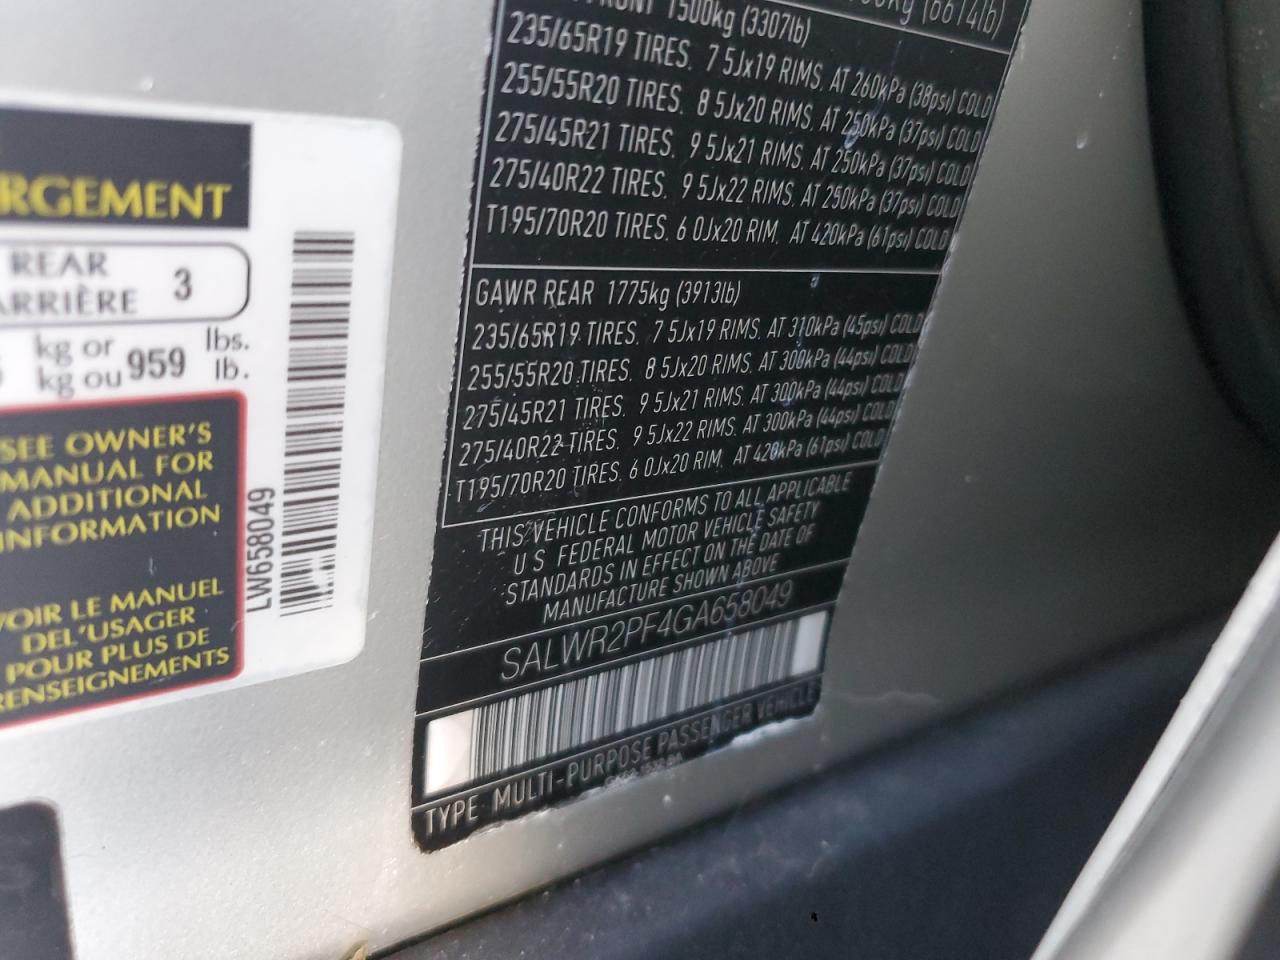 RGEMENT
REAR
ARRIÈRE 3
kg or
kg ou 959 lbs.
lb.
SEE OWNER'S
MANUAL FOR
ADDITIONAL
INFORMATION
VOIR LE MANUEL
DEL'USAGER
POUR PLUS DE
RENSEIGNEMENTS
LW658049
(6614lb)
FRONT 1500kg (3307lb)
235/65R19 TIRES. 7 5Jx19 RIMS. AT 260kPa (38psi) COLD
255/55R20 TIRES. 8 5Jx20 RIMS. AT 250kPa (37psi) COLD
275/45R21 TIRES. 9 5Jx21 RIMS. AT 250kPa (37psi) COLD
275/40R22 TIRES. 9 5Jx22 RIMS. AT 250kPa (37psi) COLD
T195/70R20 TIRES. 6 0Jx20 RIM. AT 420kPa (61psi) COLD
GAWR REAR 1775kg (3913lb)
235/65R19 TIRES. 7 5Jx19 RIMS. AT 310kPa (45psi) COLD
255/55R20 TIRES. 8 5Jx20 RIMS. AT 300kPa (44psi) COLD
275/45R21 TIRES. 9 5Jx21 RIMS. AT 300kPa (44psi) COLD
275/40R22 TIRES. 9 5Jx22 RIMS. AT 300kPa (44psi) COLD
T195/70R20 TIRES. 6 0Jx20 RIM. AT 420kPa (61psi) COLD
THIS VEHICLE CONFORMS TO ALL APPLICABLE
U S FEDERAL MOTOR VEHICLE SAFETY
STANDARDS IN EFFECT ON THE DATE OF
MANUFACTURE SHOWN ABOVE
SALWR2PF4GA658049
TYPE MULTI-PURPOSE PASSENGER VEHICLE